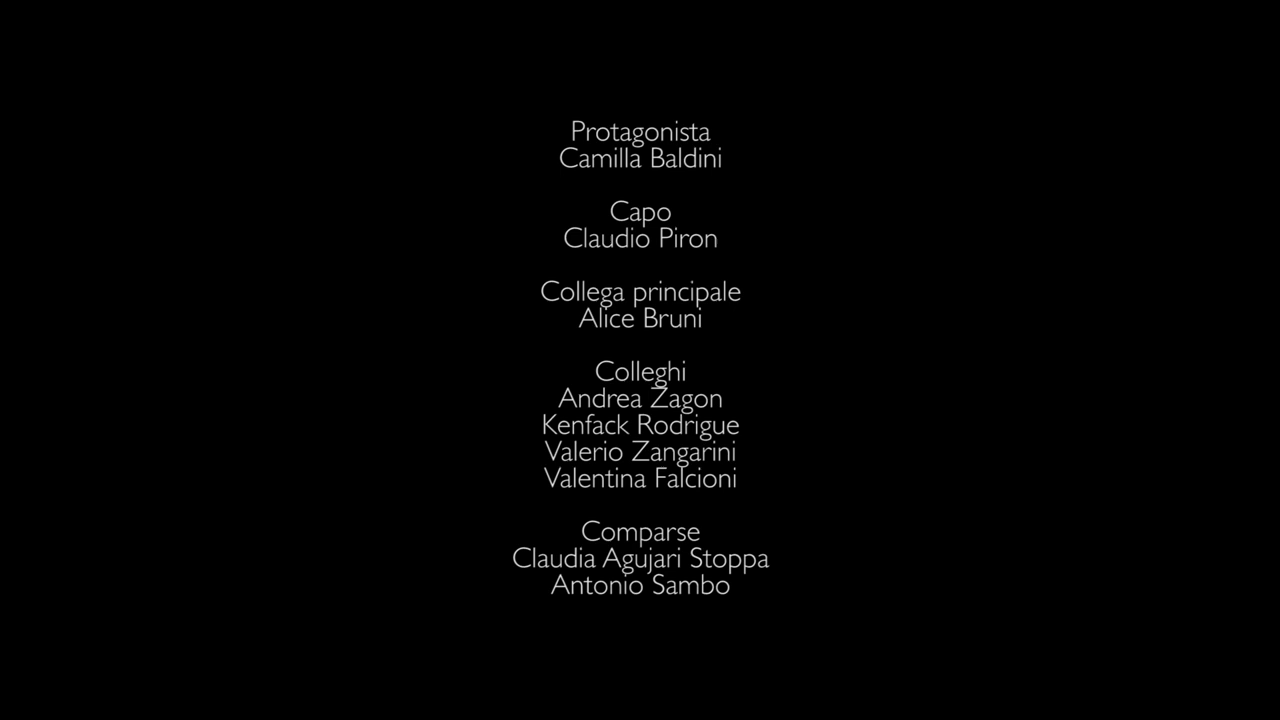 Protagonista
Camilla Baldini
Capo
Claudio Piron
Collega principale
Alice Bruni
Colleghi
Andrea Zagon
Kenfack Rodrigue
Valerio Zangarini
Valentina Falcioni
Comparse
Claudia Agujari Stoppa
Antonio Sambo